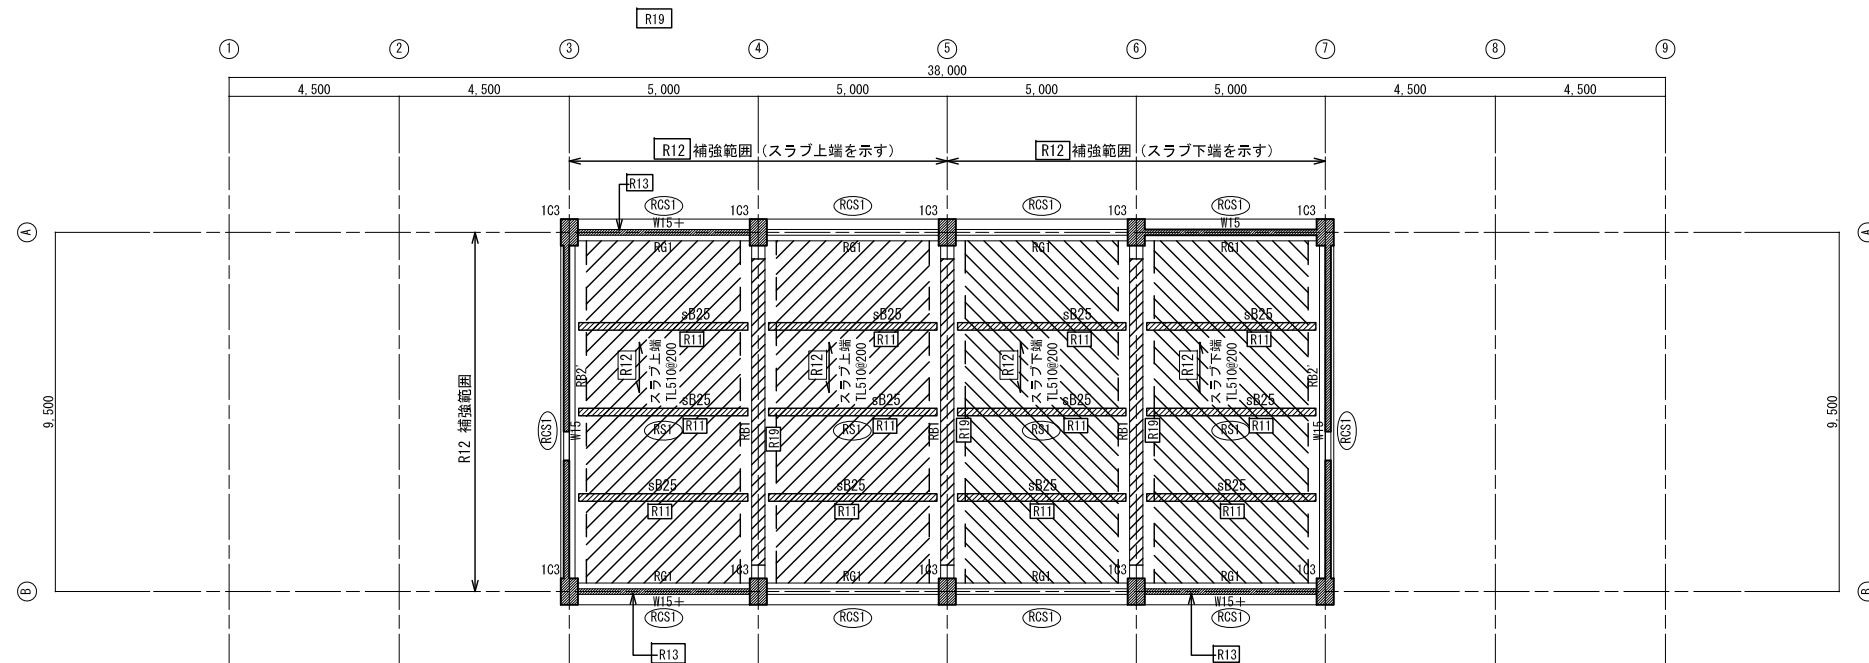 R19
1 2 3 4 5 6 7 8 9
38,000
4,500 4,500 5,000 5,000 5,000 5,000 4,500 4,500
R12 補強範囲（スラブ上端を示す） R12 補強範囲（スラブ下端を示す）
R13
RCS1 RCS1 RCS1 RCS1
1C3 1C3 1C3 1C3 1C3
W15+ W15
A A
RG1 RG1 RG1 RG1
sB25 sB25 sB25 sB25
R11 R11 R11 R11
R12 スラブ上端 TL510@200
R12 スラブ上端 TL510@200
R12 スラブ下端 TL510@200
R12 スラブ下端 TL510@200
RB2 RB2
9,500
R12 補強範囲
9,500
sB25 sB25 sB25 sB25
R11 R11 R11 R11
RCS1 W15 RS1 RB1 R19 RS1 RB1 R19 RS1 RB1 R19 RS1 W15 RCS1
sB25 sB25 sB25 sB25
R11 R11 R11 R11
1C3 1C3 1C3 1C3 1C3
RG1 RG1 RG1 RG1
B B
W15+ W15+
RCS1 RCS1 RCS1 RCS1
R13 R13